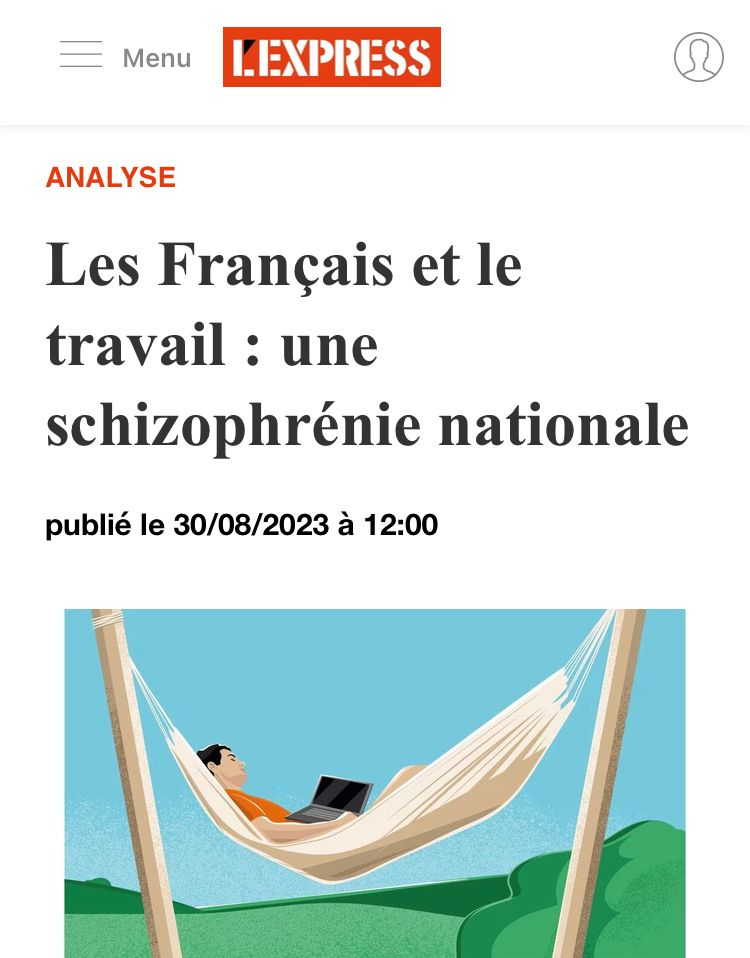 Menu
L'EXPRESS
ANALYSE
Les Français et le
travail : une
schizophrénie nationale
publié le 30/08/2023 à 12:00